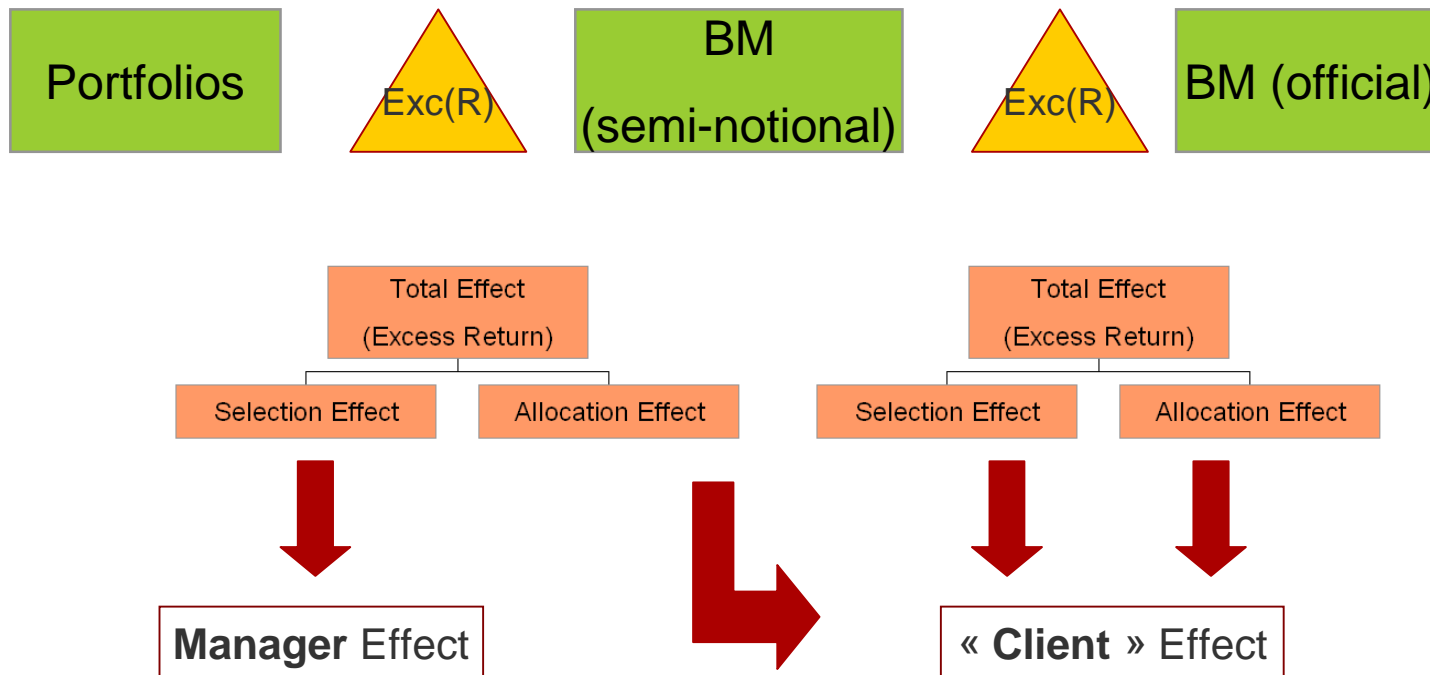 Portfolios
Exc(R)
BM
(semi-notional)
Exc(R)
BM (official)
Total Effect
(Excess Return)
Selection Effect
Allocation Effect
Total Effect
(Excess Return)
Selection Effect
Allocation Effect
Manager Effect
« Client » Effect